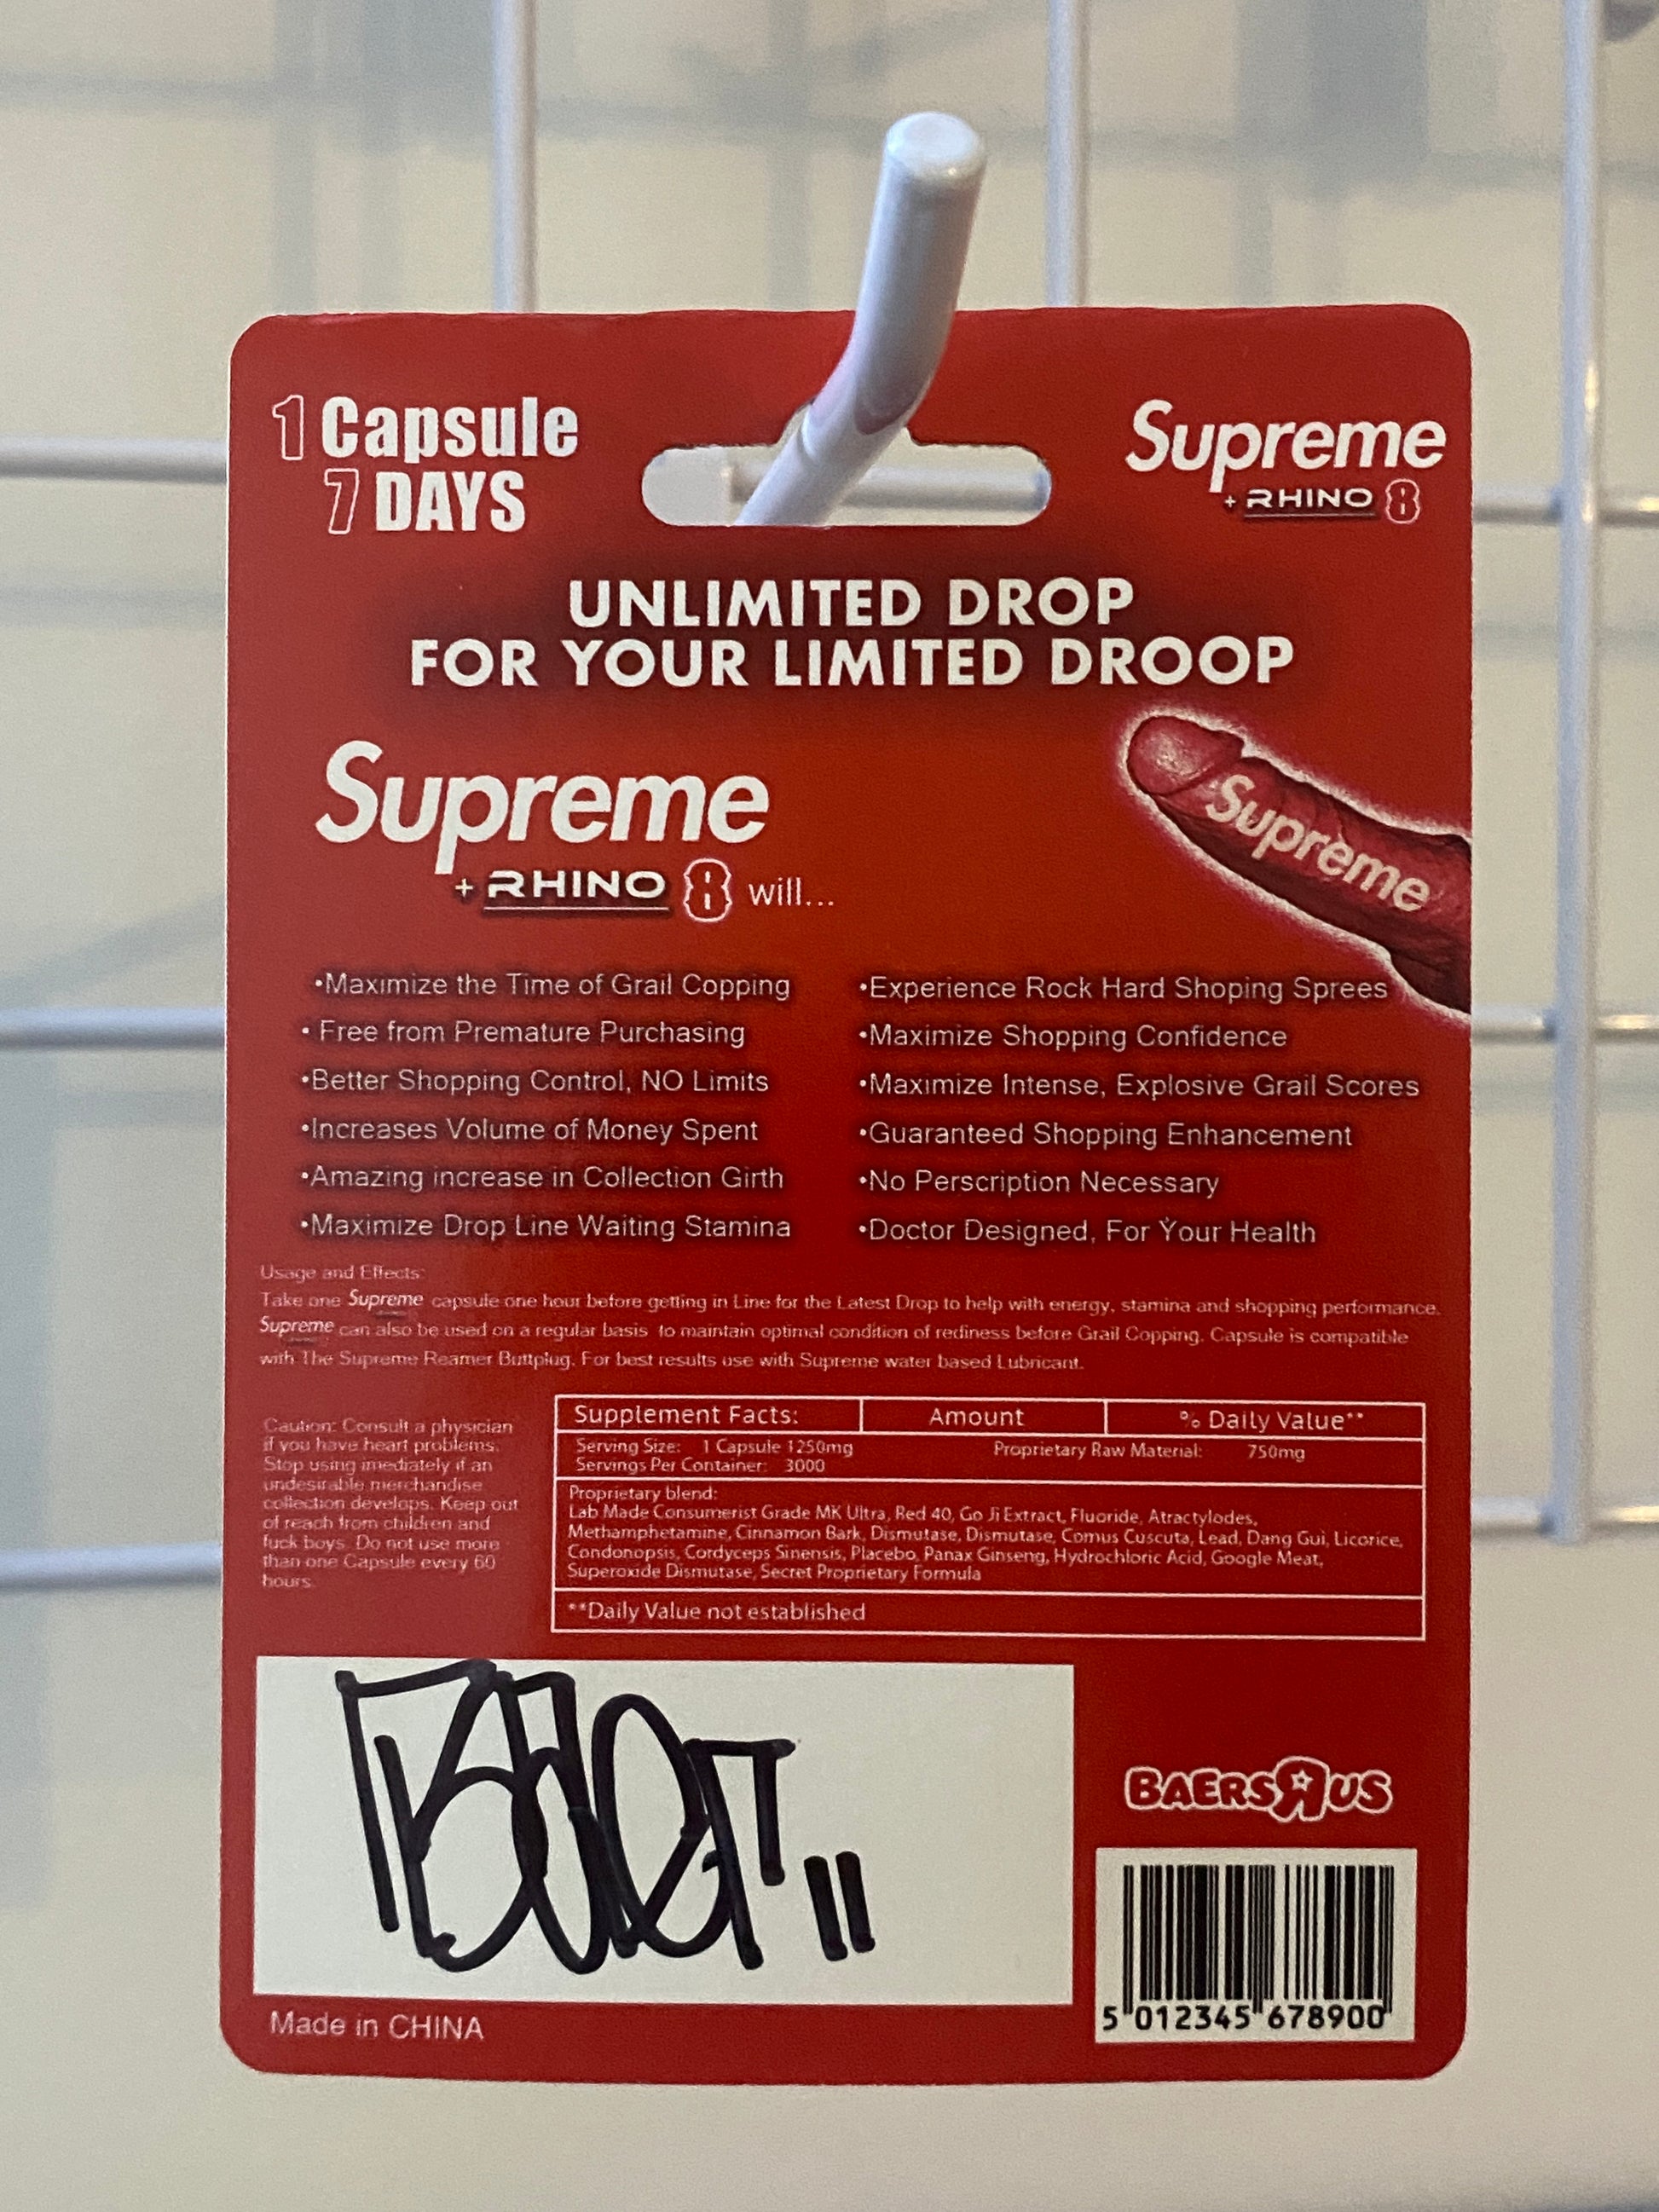 1 Capsule
7 DAYS
Supreme
+ RHINO 8
UNLIMITED DROP
FOR YOUR LIMITED DROOP
Supreme
+ RHINO 8 will...
Supreme
•Maximize the Time of Grail Copping
• Free from Premature Purchasing
•Better Shopping Control, NO Limits
•Increases Volume of Money Spent
•Amazing increase in Collection Girth
•Maximize Drop Line Waiting Stamina
•Experience Rock Hard Shoping Sprees
•Maximize Shopping Confidence
•Maximize Intense, Explosive Grail Scores
•Guaranteed Shopping Enhancement
•No Perscription Necessary
•Doctor Designed, For Your Health
Usage and Effects:
Take one Supreme capsule one hour before getting in Line for the Latest Drop to help with energy, stamina and shopping performance.
Supreme can also be used on a regular basis to maintain optimal condition of rediness before Grail Copping. Capsule is compatible
with The Supreme Reamer Buttplug. For best results use with Supreme water based Lubricant.
Caution: Consult a physician
if you have heart problems.
Stop using imediately if an
undesirable merchandise
collection develops. Keep out
of reach from children and
fuck boys. Do not use more
than one Capsule every 60
hours.
Supplement Facts: Amount % Daily Value**
Serving Size: 1 Capsule 1250mg Proprietary Raw Material: 750mg
Servings Per Container: 3000
Proprietary blend:
Lab Made Consumerist Grade MK Ultra, Red 40, Go Ji Extract, Fluoride, Atractylodes,
Methamphetamine, Cinnamon Bark, Dismutase, Dismutase, Comus Cuscuta, Lead, Dang Gui, Licorice,
Condonopsis, Cordyceps Sinensis, Placebo, Panax Ginseng, Hydrochloric Acid, Google Meat,
Superoxide Dismutase, Secret Proprietary Formula
**Daily Value not established
BAERS R US
5 012345 678900
Made in CHINA